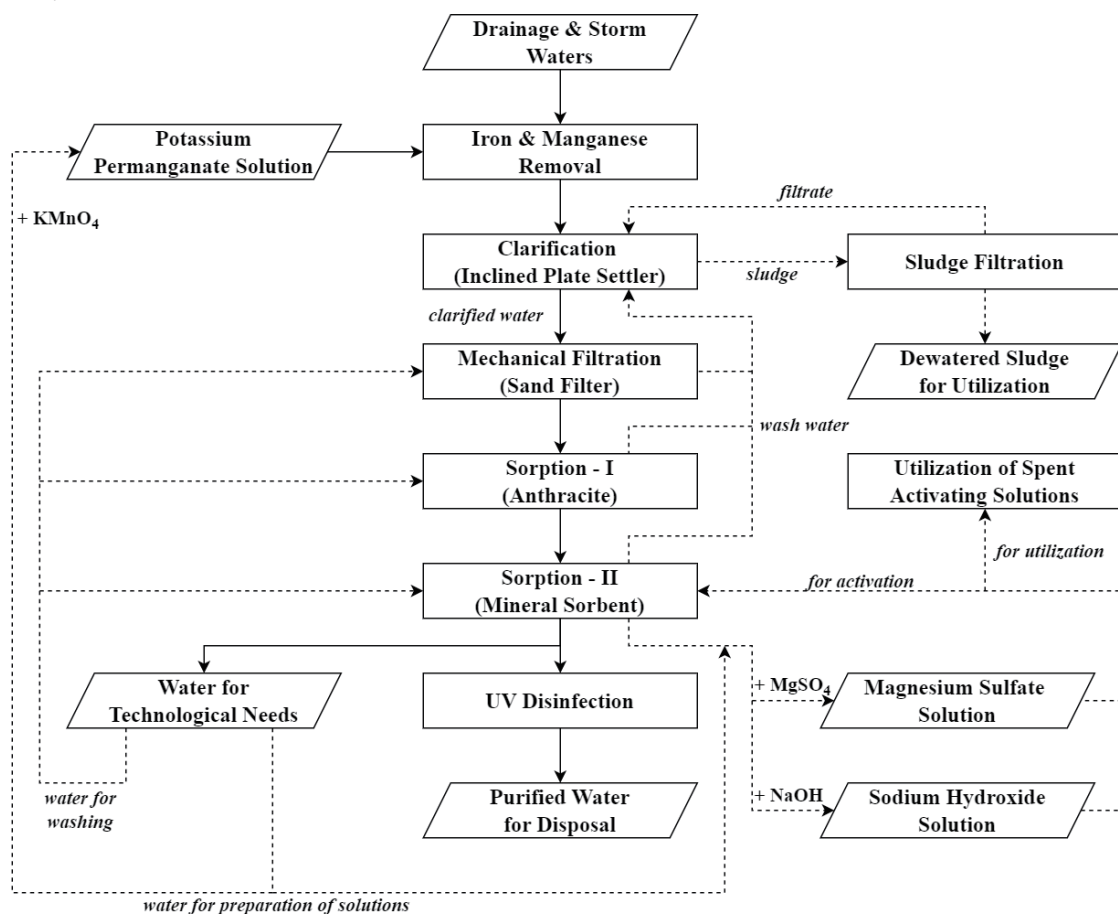 Drainage & Storm
Waters
Potassium
Permanganate Solution
Iron & Manganese
Removal
+ KMnO₄
filtrate
Clarification
(Inclined Plate Settler)
sludge
Sludge Filtration
clarified water
Mechanical Filtration
(Sand Filter)
Dewatered Sludge
for Utilization
wash water
Sorption - I
(Anthracite)
Utilization of Spent
Activating Solutions
for utilization
Sorption - II
(Mineral Sorbent)
for activation
Water for
Technological Needs
UV Disinfection
+ MgSO₄
Magnesium Sulfate
Solution
water for
washing
Purified Water
for Disposal
+ NaOH
Sodium Hydroxide
Solution
water for preparation of solutions